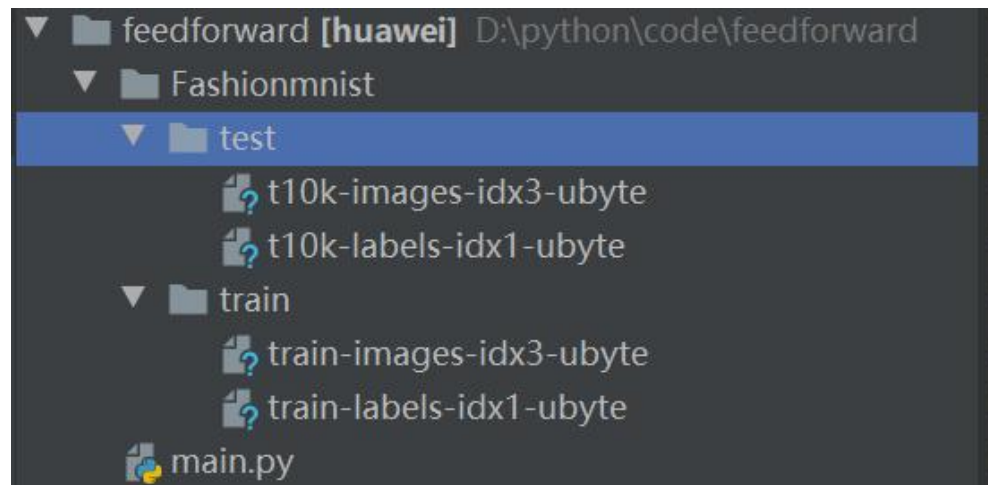 feedforward [huawei] D:\python\code\feedforward
Fashionmnist
test
t10k-images-idx3-ubyte
t10k-labels-idx1-ubyte
train
train-images-idx3-ubyte
train-labels-idx1-ubyte
main.py